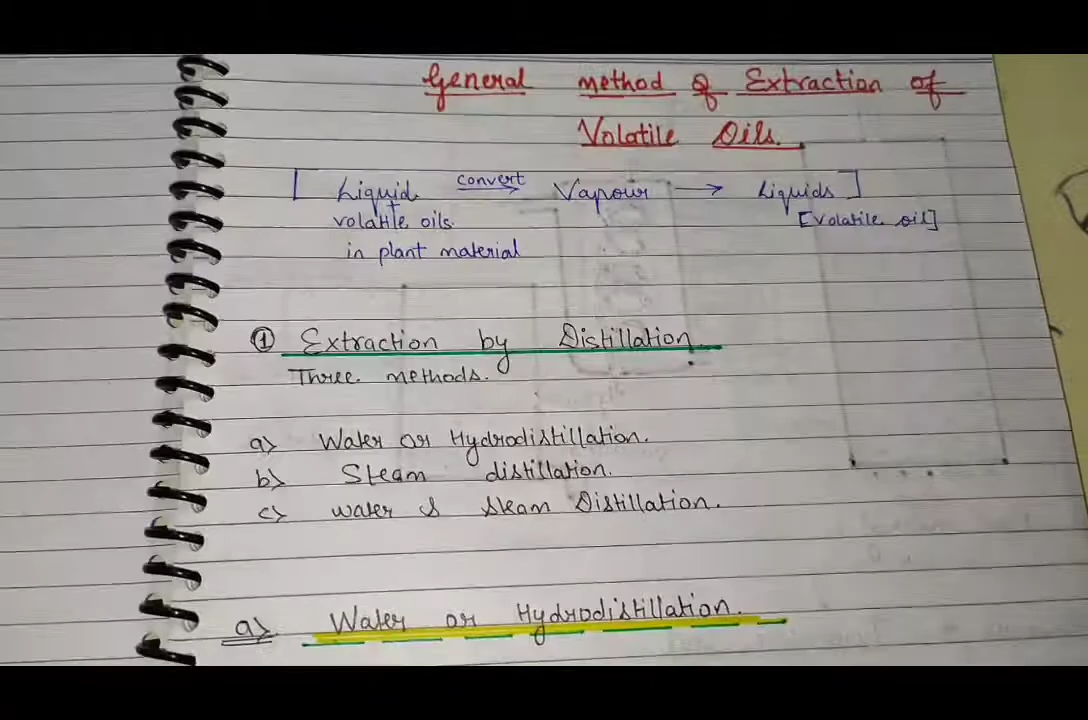 General method of Extraction of
Volatile Oils.
[ Liquid convert → Vapour → Liquids ]
volatile oils [Volatile oil]
in plant material
① Extraction by Distillation
Three methods.
a> Water or Hydrodistillation.
b> Steam distillation.
c> water & Steam Distillation.
a> Water or Hydrodistillation.